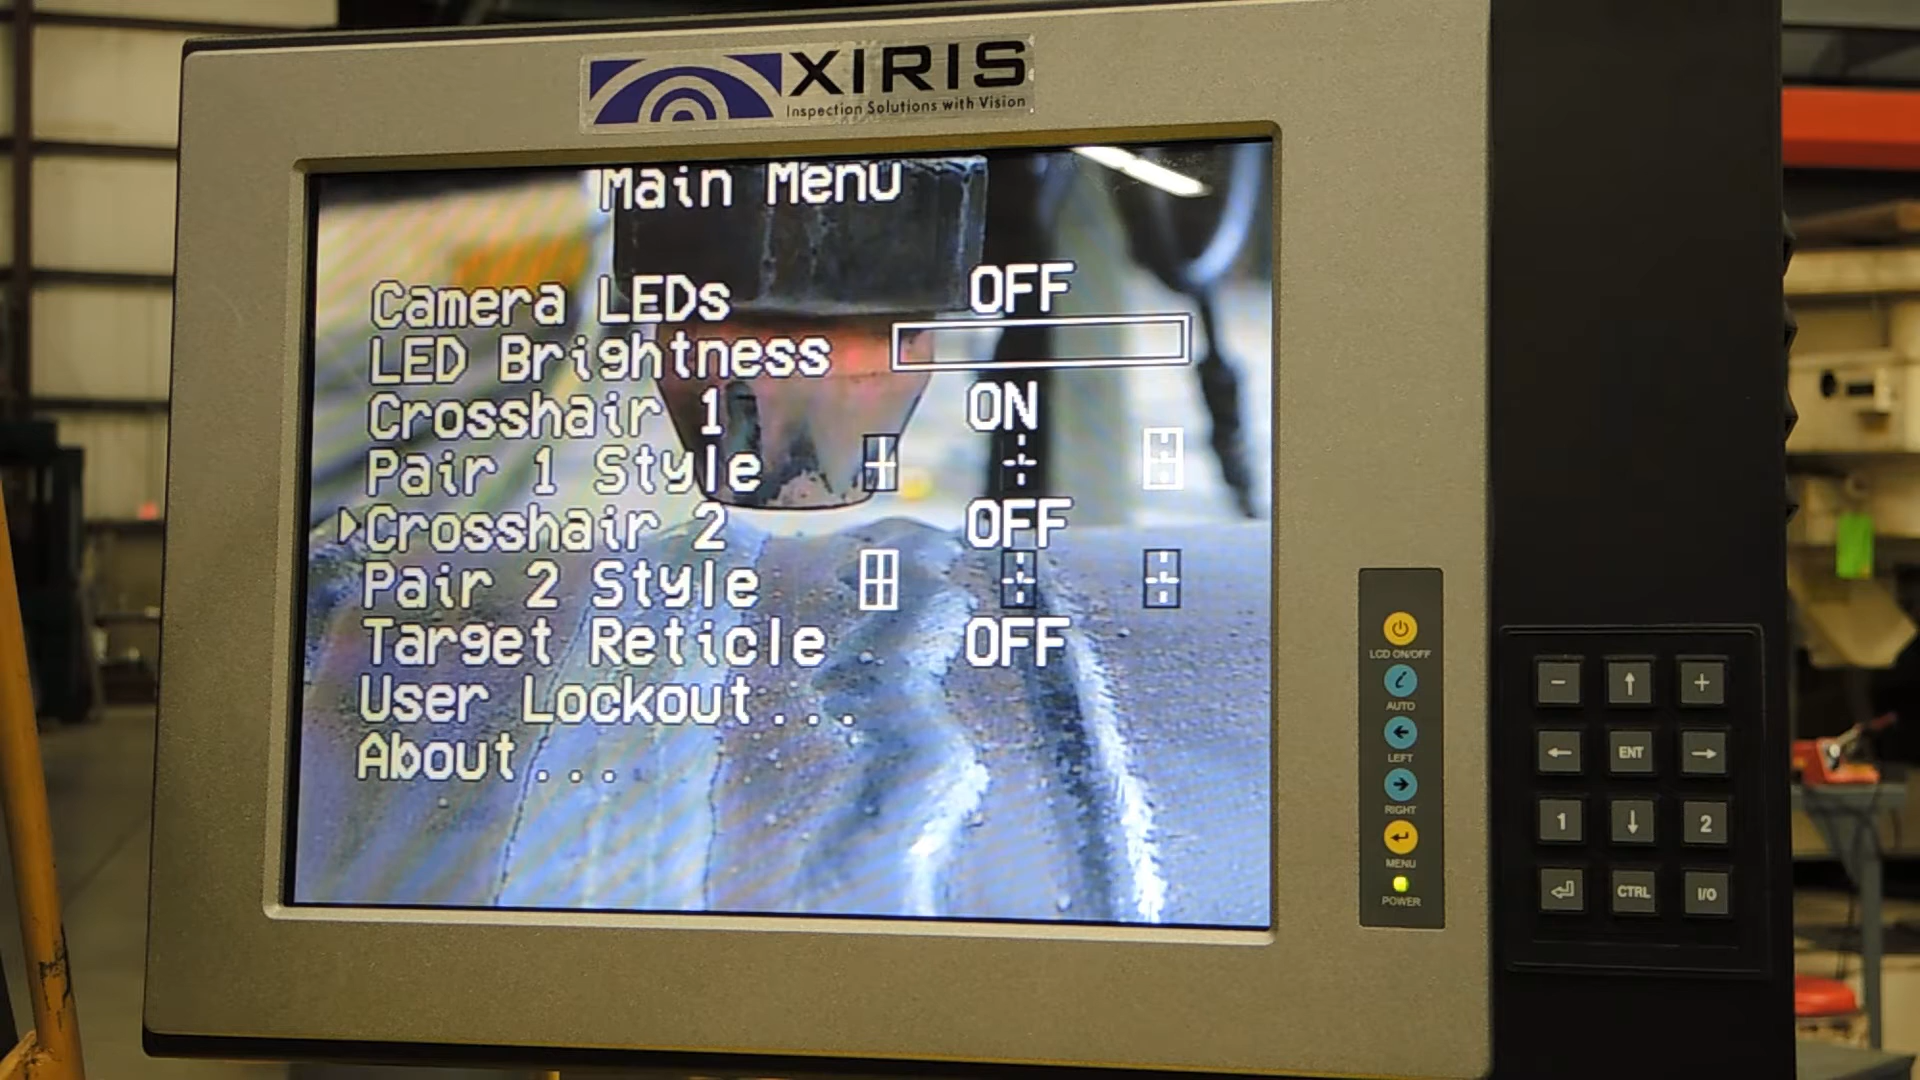 XIRIS
Inspection Solutions with Vision
Main Menu
Camera LEDs OFF
LED Brightness
Crosshair 1 ON
Pair 1 Style
Crosshair 2 OFF
Pair 2 Style
Target Reticle OFF
User Lockout...
About...
LCD ON/OFF
AUTO
LEFT
RIGHT
MENU
POWER
- ↑ +
← ENT →
1 ↓ 2
CTRL I/O